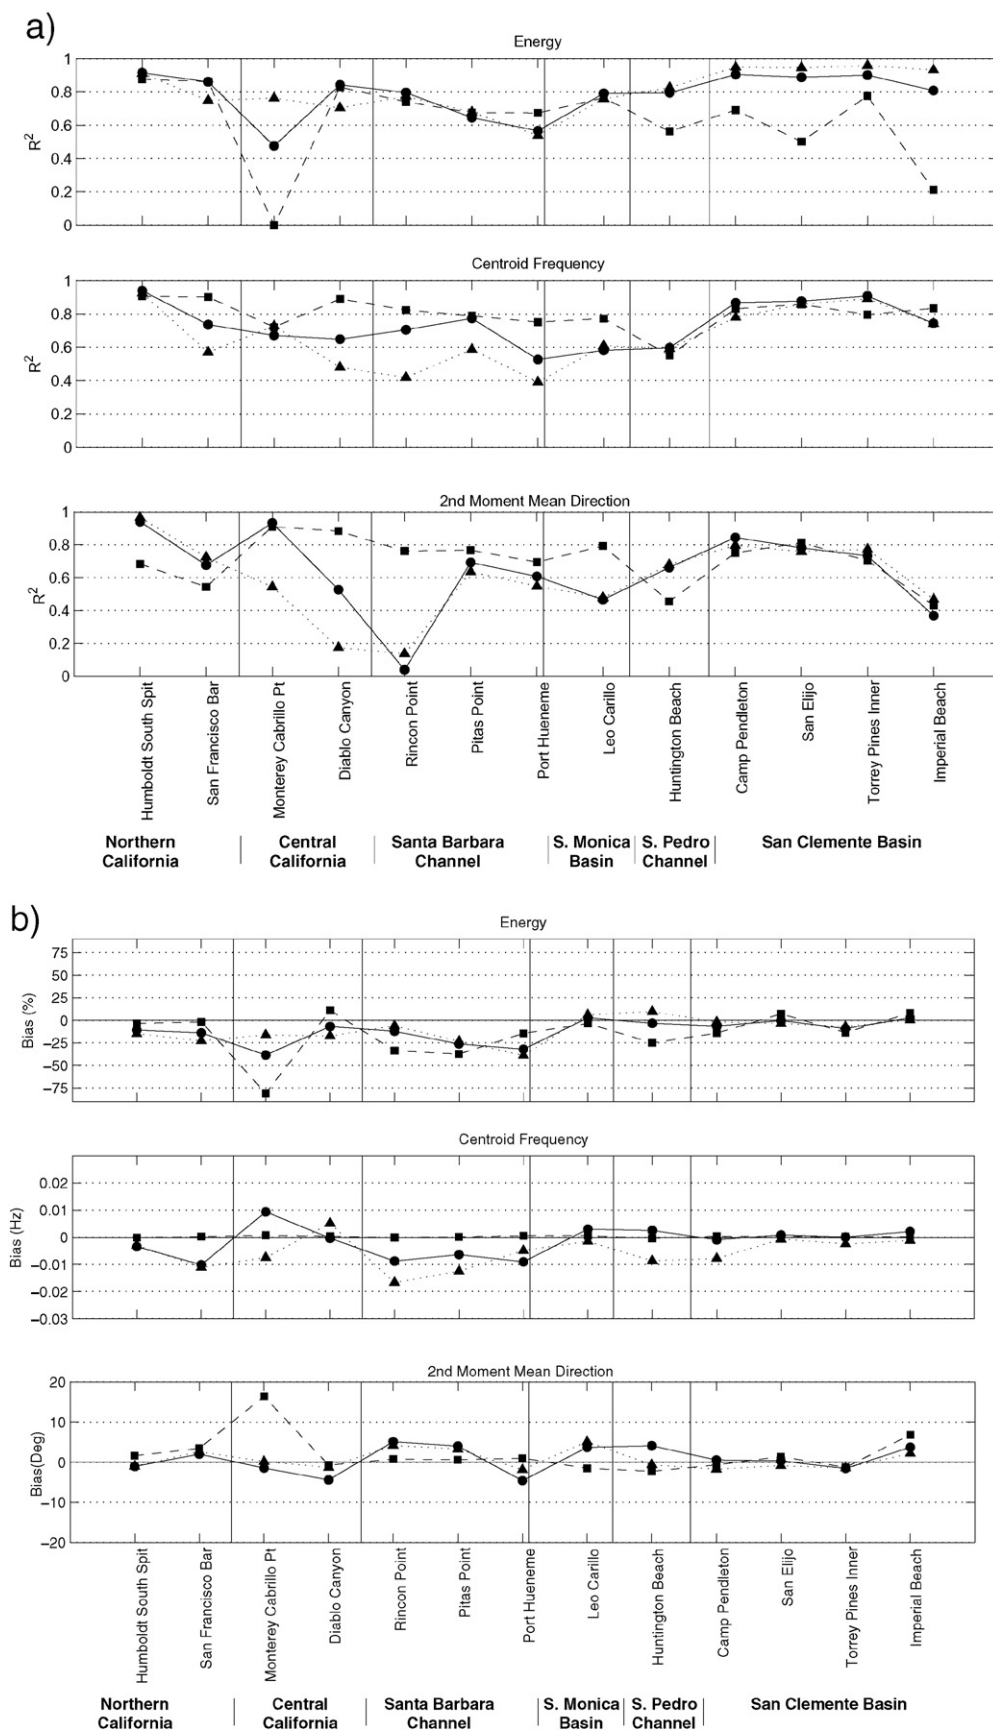 a)
Energy
1
0.8
0.6
0.4
0.2
0
R2
Centroid Frequency
1
0.8
0.6
0.4
0.2
0
R2
2nd Moment Mean Direction
1
0.8
0.6
0.4
0.2
0
R2
Humboldt South Spit
San Francisco Bar
Monterey Cabrillo Pt
Diablo Canyon
Rincon Point
Pitas Point
Port Hueneme
Leo Carillo
Huntington Beach
Camp Pendleton
San Elijo
Torrey Pines Inner
Imperial Beach
Northern California
Central California
Santa Barbara Channel
S. Monica Basin
S. Pedro Channel
San Clemente Basin
b)
Energy
75
50
25
0
−25
−50
−75
Bias (%)
Centroid Frequency
0.02
0.01
0
−0.01
−0.02
−0.03
Bias (Hz)
2nd Moment Mean Direction
20
10
0
−10
−20
Bias(Deg)
Humboldt South Spit
San Francisco Bar
Monterey Cabrillo Pt
Diablo Canyon
Rincon Point
Pitas Point
Port Hueneme
Leo Carillo
Huntington Beach
Camp Pendleton
San Elijo
Torrey Pines Inner
Imperial Beach
Northern California
Central California
Santa Barbara Channel
S. Monica Basin
S. Pedro Channel
San Clemente Basin